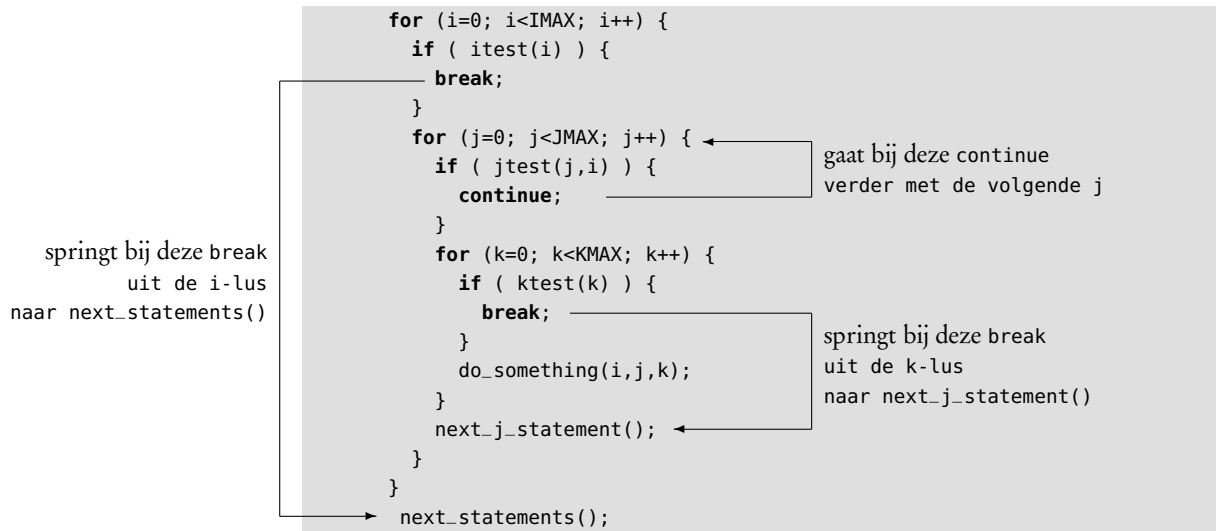 for (i=0; i<IMAX; i++) {
if ( itest(i) ) {
break;
}
for (j=0; j<JMAX; j++) {
if ( jtest(j,i) ) {
continue;
}
for (k=0; k<KMAX; k++) {
if ( ktest(k) ) {
break;
}
do_something(i,j,k);
}
next_j_statement();
}
}
next_statements();
springt bij deze break
uit de i-lus
naar next_statements()
gaat bij deze continue
verder met de volgende j
springt bij deze break
uit de k-lus
naar next_j_statement()